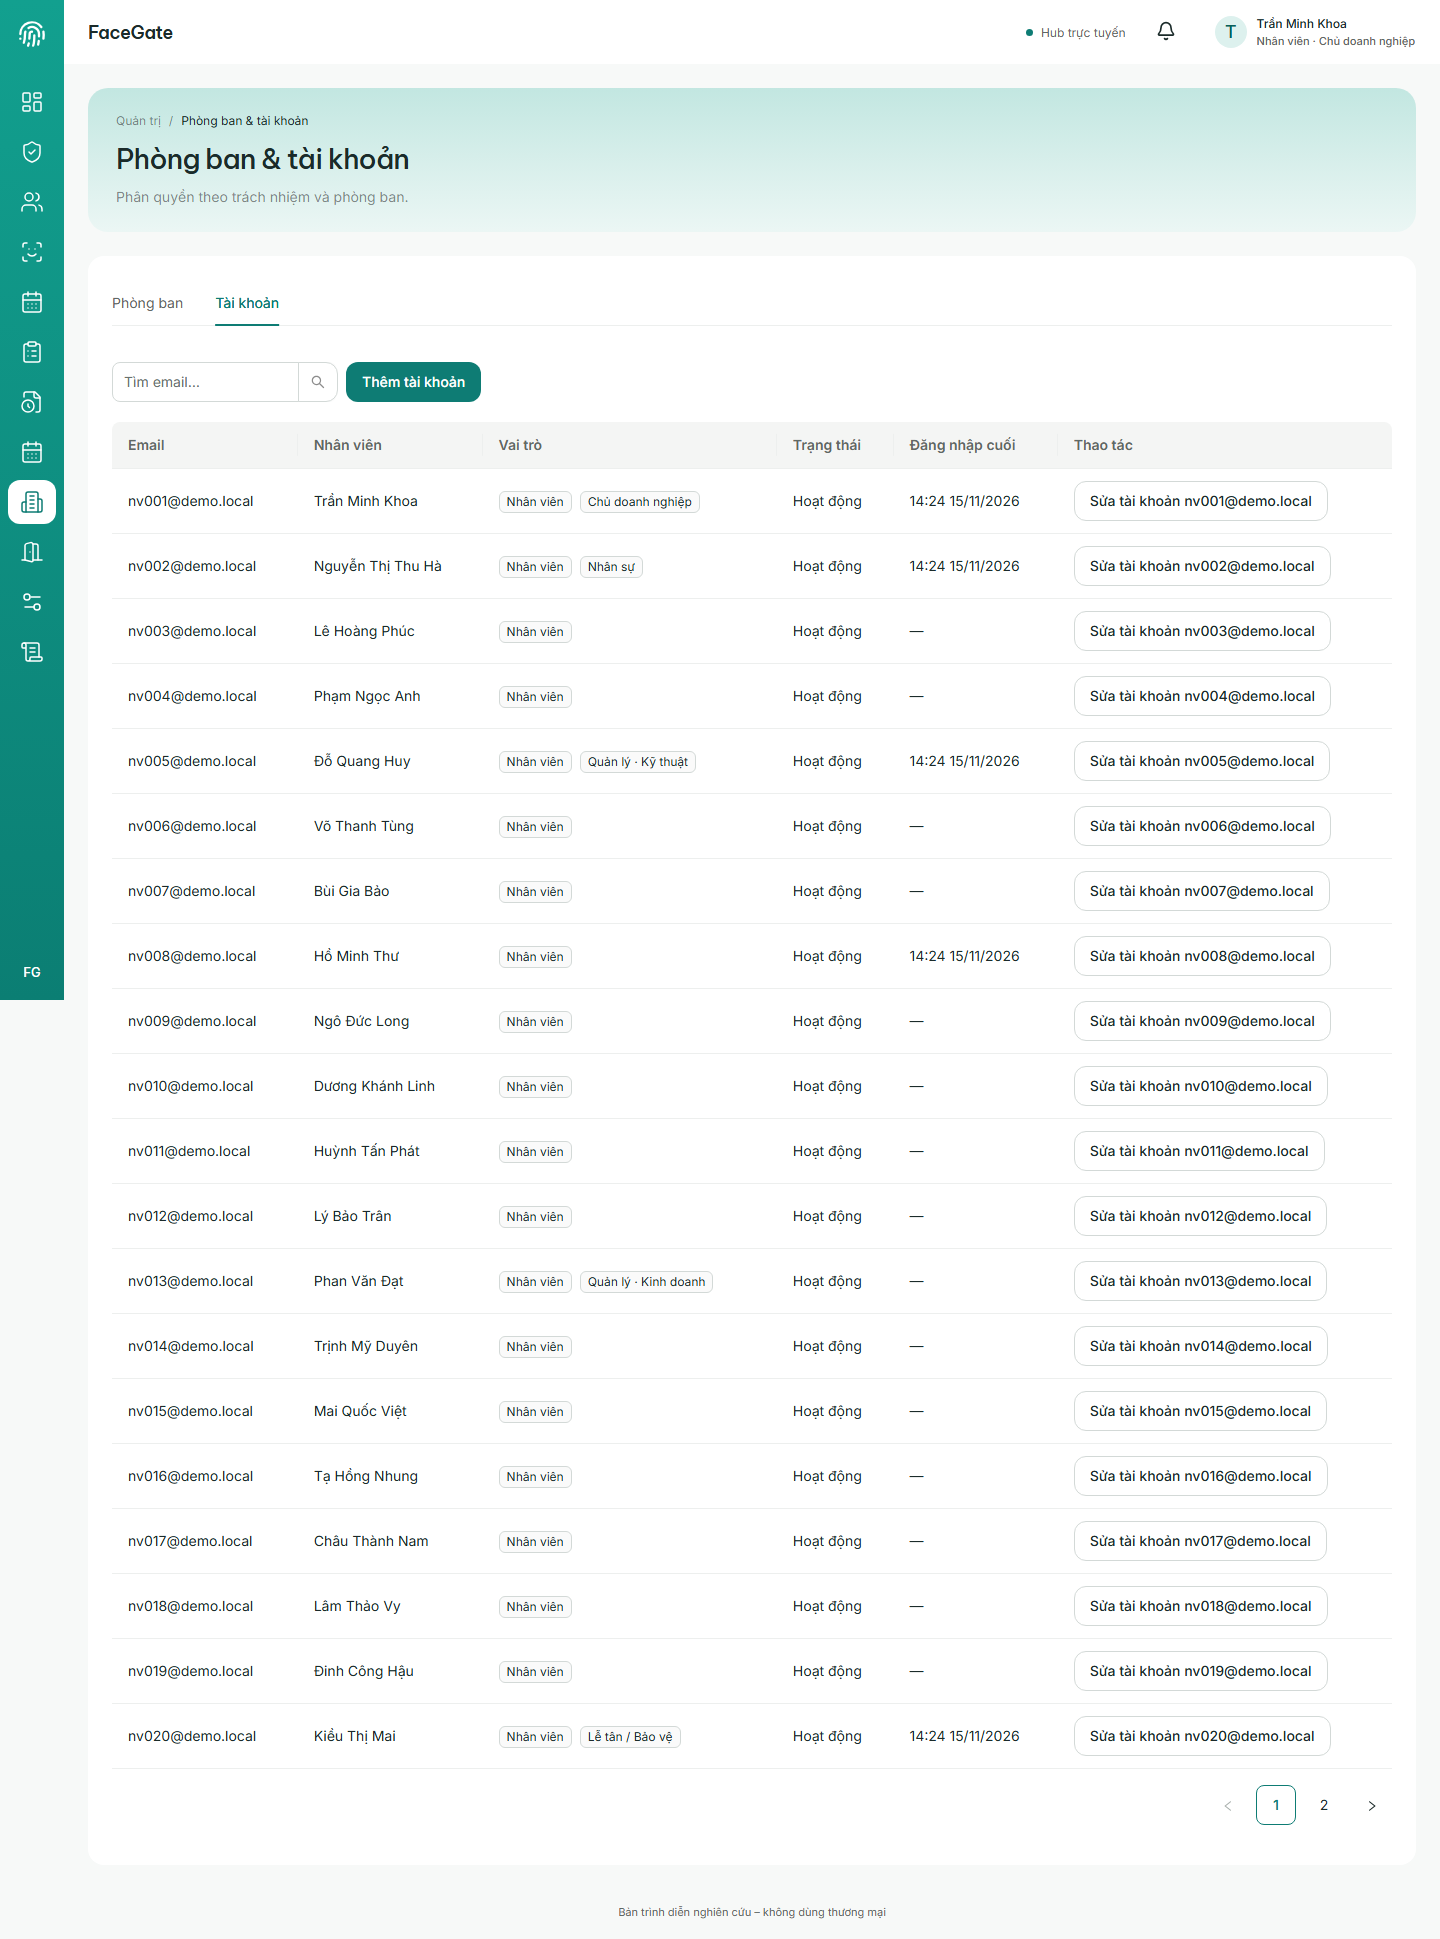 FaceGate
Hub trực tuyến
T
Trần Minh Khoa
Nhân viên · Chủ doanh nghiệp
Quản trị / Phòng ban & tài khoản
Phòng ban & tài khoản
Phân quyền theo trách nhiệm và phòng ban.
Phòng ban Tài khoản
Tìm email... Thêm tài khoản
Email Nhân viên Vai trò Trạng thái Đăng nhập cuối Thao tác
nv001@demo.local Trần Minh Khoa Nhân viên Chủ doanh nghiệp Hoạt động 14:24 15/11/2026 Sửa tài khoản nv001@demo.local
nv002@demo.local Nguyễn Thị Thu Hà Nhân viên Nhân sự Hoạt động 14:24 15/11/2026 Sửa tài khoản nv002@demo.local
nv003@demo.local Lê Hoàng Phúc Nhân viên Hoạt động — Sửa tài khoản nv003@demo.local
nv004@demo.local Phạm Ngọc Anh Nhân viên Hoạt động — Sửa tài khoản nv004@demo.local
nv005@demo.local Đỗ Quang Huy Nhân viên Quản lý · Kỹ thuật Hoạt động 14:24 15/11/2026 Sửa tài khoản nv005@demo.local
nv006@demo.local Võ Thanh Tùng Nhân viên Hoạt động — Sửa tài khoản nv006@demo.local
nv007@demo.local Bùi Gia Bảo Nhân viên Hoạt động — Sửa tài khoản nv007@demo.local
nv008@demo.local Hồ Minh Thư Nhân viên Hoạt động 14:24 15/11/2026 Sửa tài khoản nv008@demo.local
nv009@demo.local Ngô Đức Long Nhân viên Hoạt động — Sửa tài khoản nv009@demo.local
nv010@demo.local Dương Khánh Linh Nhân viên Hoạt động — Sửa tài khoản nv010@demo.local
nv011@demo.local Huỳnh Tấn Phát Nhân viên Hoạt động — Sửa tài khoản nv011@demo.local
nv012@demo.local Lý Bảo Trân Nhân viên Hoạt động — Sửa tài khoản nv012@demo.local
nv013@demo.local Phan Văn Đạt Nhân viên Quản lý · Kinh doanh Hoạt động — Sửa tài khoản nv013@demo.local
nv014@demo.local Trịnh Mỹ Duyên Nhân viên Hoạt động — Sửa tài khoản nv014@demo.local
nv015@demo.local Mai Quốc Việt Nhân viên Hoạt động — Sửa tài khoản nv015@demo.local
nv016@demo.local Tạ Hồng Nhung Nhân viên Hoạt động — Sửa tài khoản nv016@demo.local
nv017@demo.local Châu Thành Nam Nhân viên Hoạt động — Sửa tài khoản nv017@demo.local
nv018@demo.local Lâm Thảo Vy Nhân viên Hoạt động — Sửa tài khoản nv018@demo.local
nv019@demo.local Đinh Công Hậu Nhân viên Hoạt động — Sửa tài khoản nv019@demo.local
nv020@demo.local Kiều Thị Mai Nhân viên Lễ tân / Bảo vệ Hoạt động 14:24 15/11/2026 Sửa tài khoản nv020@demo.local
1 2
FG
Bản trình diễn nghiên cứu – không dùng thương mại